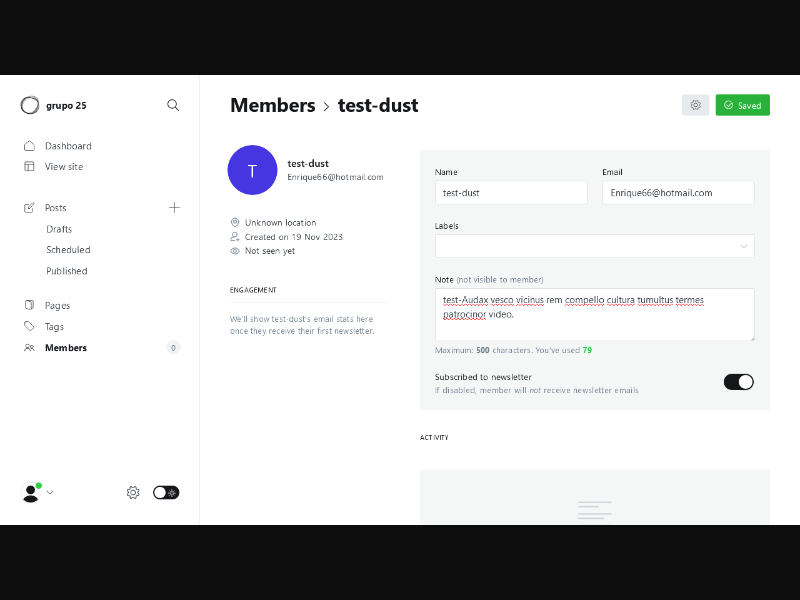 grupo 25
Dashboard
View site
Posts
Drafts
Scheduled
Published
Pages
Tags
Members 0
Members > test-dust
Saved
T
test-dust
Enrique66@hotmail.com
Unknown location
Created on 19 Nov 2023
Not seen yet
ENGAGEMENT
We'll show test-dust's email stats here
once they receive their first newsletter.
Name
test-dust
Email
Enrique66@hotmail.com
Labels
Note (not visible to member)
test-Audax vesco vicinus rem compello cultura tumultus termes
patrocinor video.
Maximum: 500 characters. You've used 79
Subscribed to newsletter
If disabled, member will not receive newsletter emails
ACTIVITY